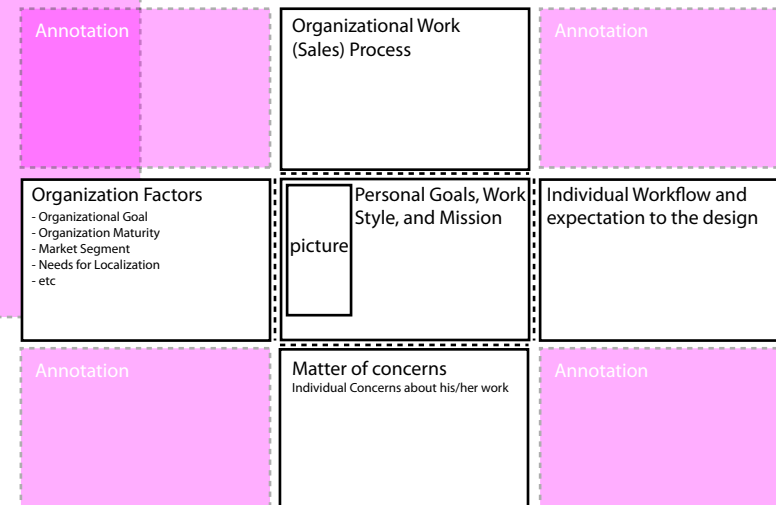 Annotation
Organizational Work
(Sales) Process
Annotation
Organization Factors
- Organizational Goal
- Organization Maturity
- Market Segment
- Needs for Localization
- etc
picture
Personal Goals, Work
Style, and Mission
Individual Workflow and
expectation to the design
Annotation
Matter of concerns
Individual Concerns about his/her work
Annotation